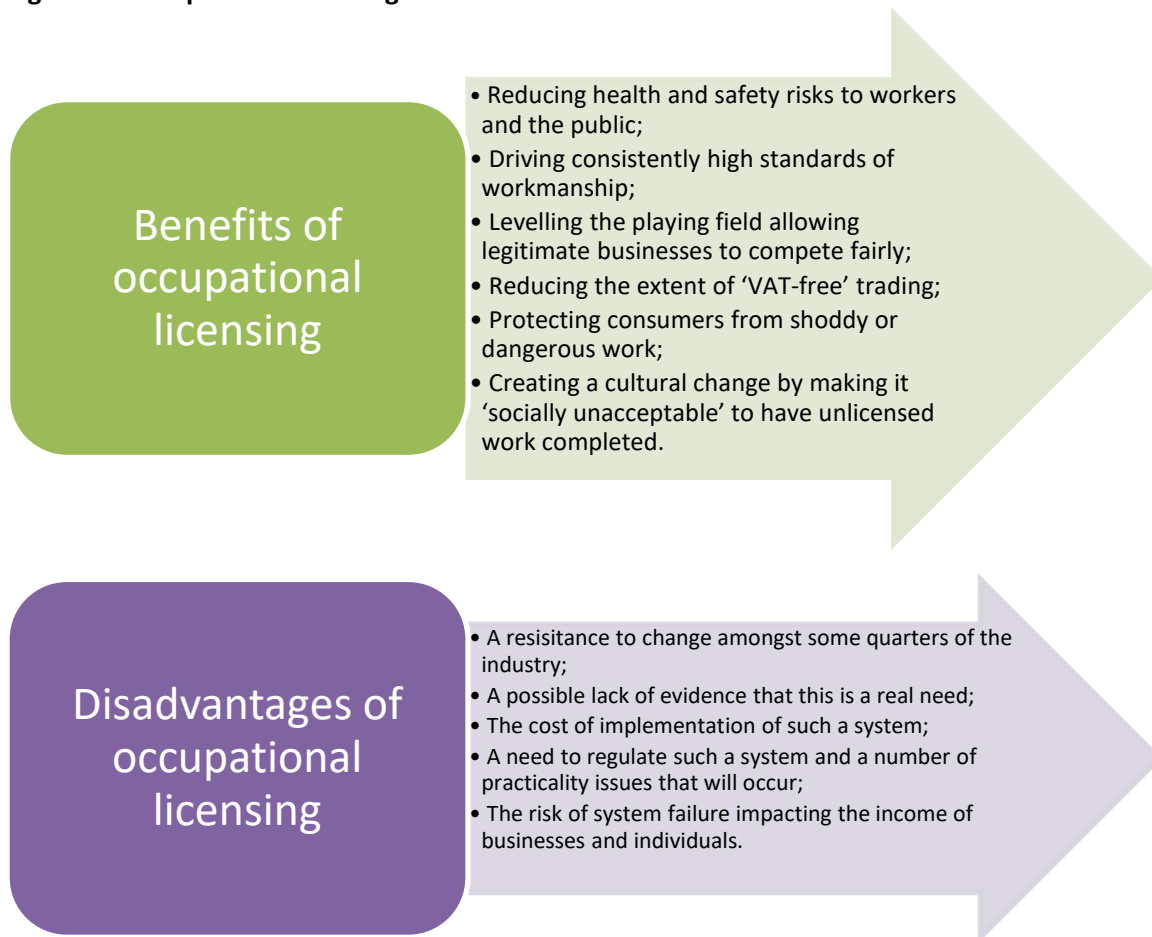 Benefits of
occupational
licensing
• Reducing health and safety risks to workers
and the public;
• Driving consistently high standards of
workmanship;
• Levelling the playing field allowing
legitimate businesses to compete fairly;
• Reducing the extent of ‘VAT-free’ trading;
• Protecting consumers from shoddy or
dangerous work;
• Creating a cultural change by making it
‘socially unacceptable’ to have unlicensed
work completed.
Disadvantages of
occupational
licensing
• A resisitance to change amongst some quarters of the
industry;
• A possible lack of evidence that this is a real need;
• The cost of implementation of such a system;
• A need to regulate such a system and a number of
practicality issues that will occur;
• The risk of system failure impacting the income of
businesses and individuals.